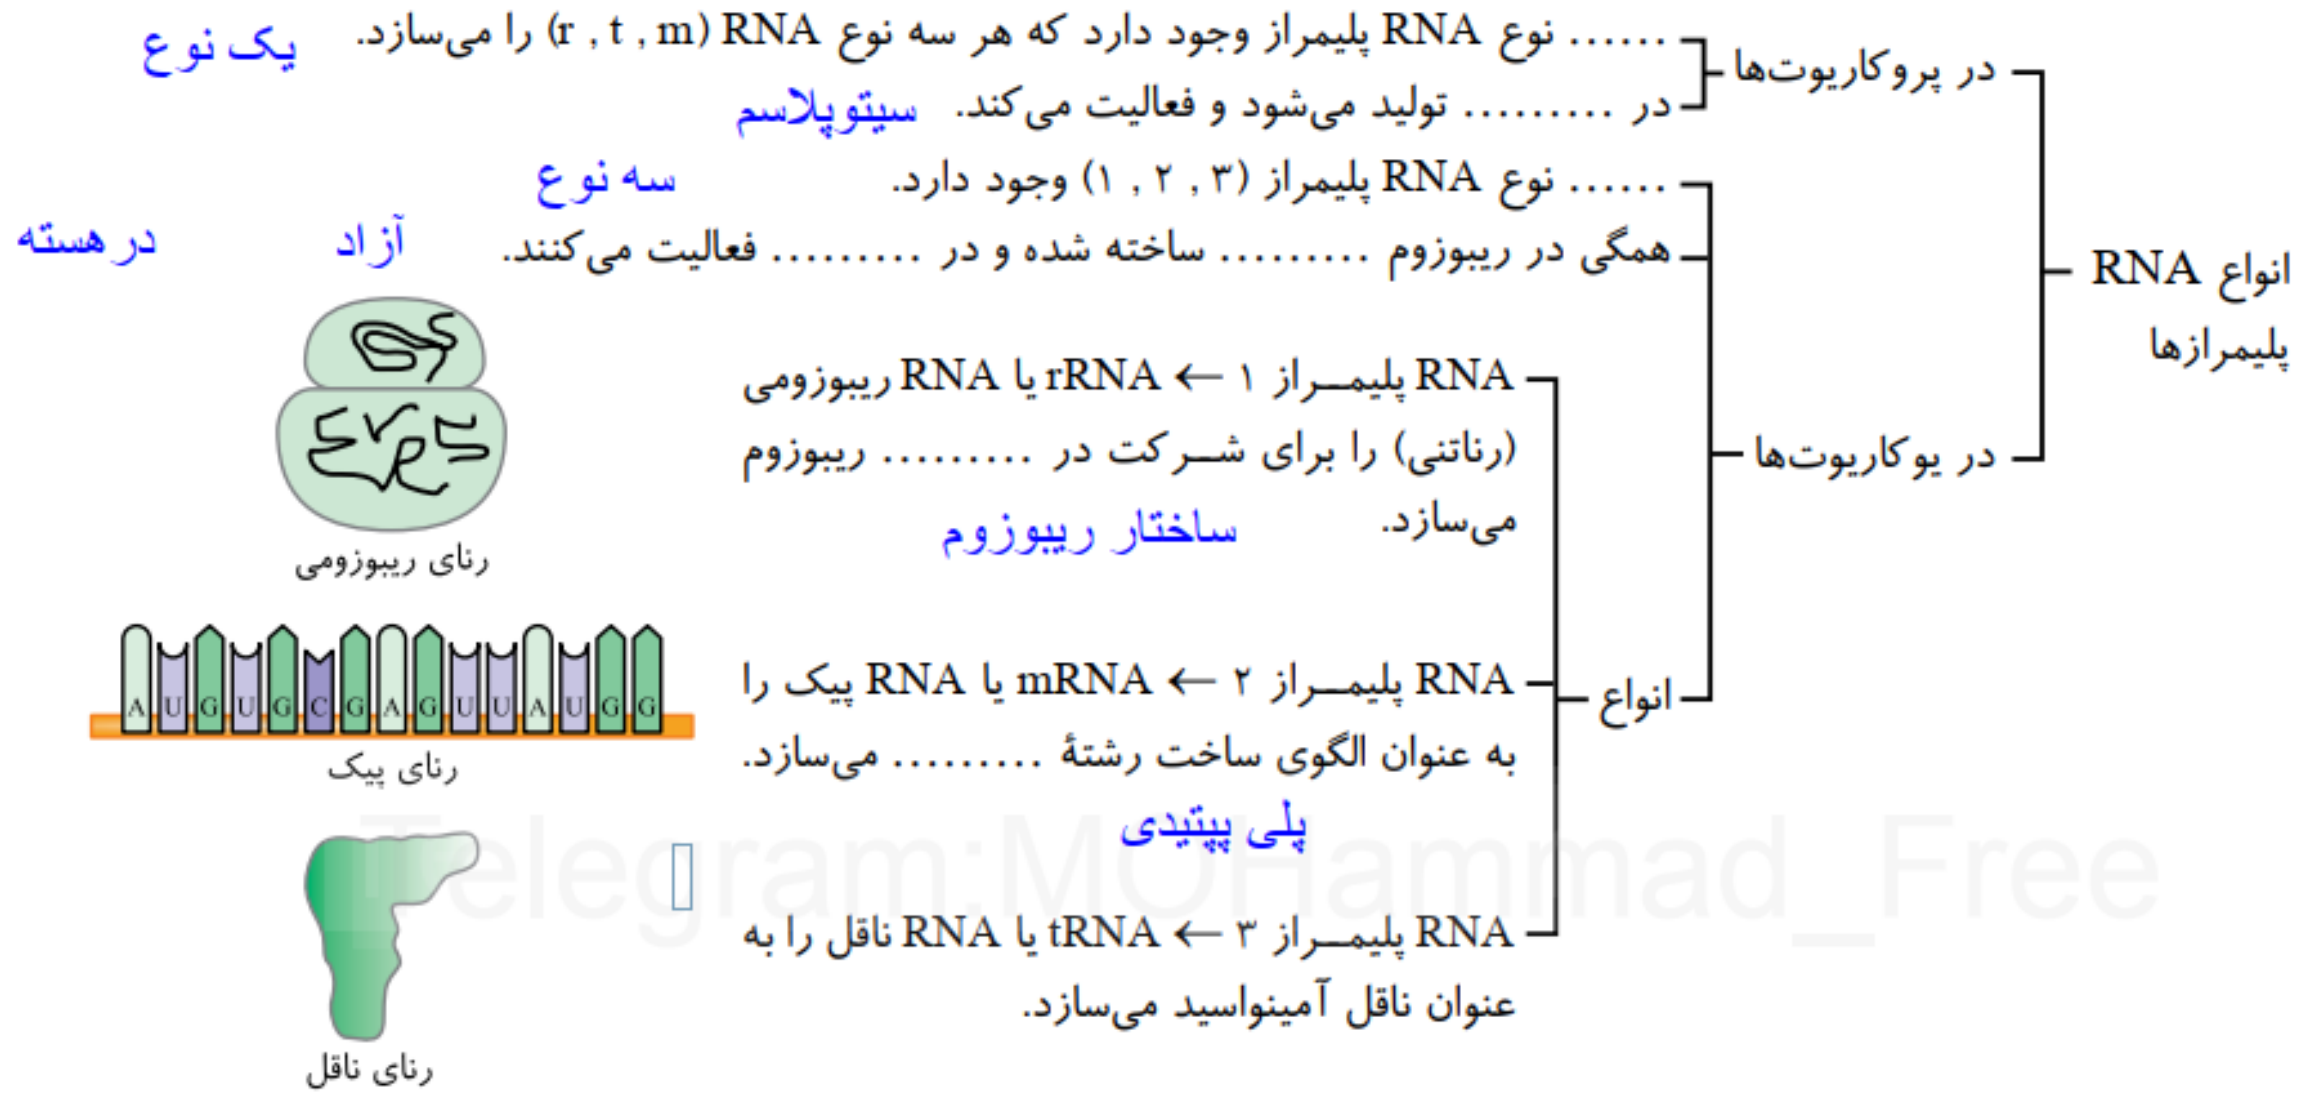 انواع RNA
پلیمرازها
در پروکاریوت‌ها
...... نوع RNA پلیمراز وجود دارد که هر سه نوع RNA (r , t , m) را می‌سازد.
یک نوع
در ......... تولید می‌شود و فعالیت می‌کند.
سیتوپلاسم
در یوکاریوت‌ها
...... نوع RNA پلیمراز (۳ , ۲ , ۱) وجود دارد.
سه نوع
همگی در ریبوزوم ......... ساخته شده و در ......... فعالیت می‌کنند.
آزاد
در هسته
انواع
RNA پلیمـراز ۱ ← rRNA یا RNA ریبوزومی
(رناتنی) را برای شـرکت در ......... ریبوزوم
می‌سازد.
ساختار ریبوزوم
رنای ریبوزومی
RNA پلیمـراز ۲ ← mRNA یا RNA پیک را
به عنوان الگوی ساخت رشتهٔ ......... می‌سازد.
پلی پپتیدی
A U G U G C G A G U U A U G G
رنای پیک
RNA پلیمـراز ۳ ← tRNA یا RNA ناقل را به
عنوان ناقل آمینواسید می‌سازد.
رنای ناقل
Telegram:MOHammad_Free